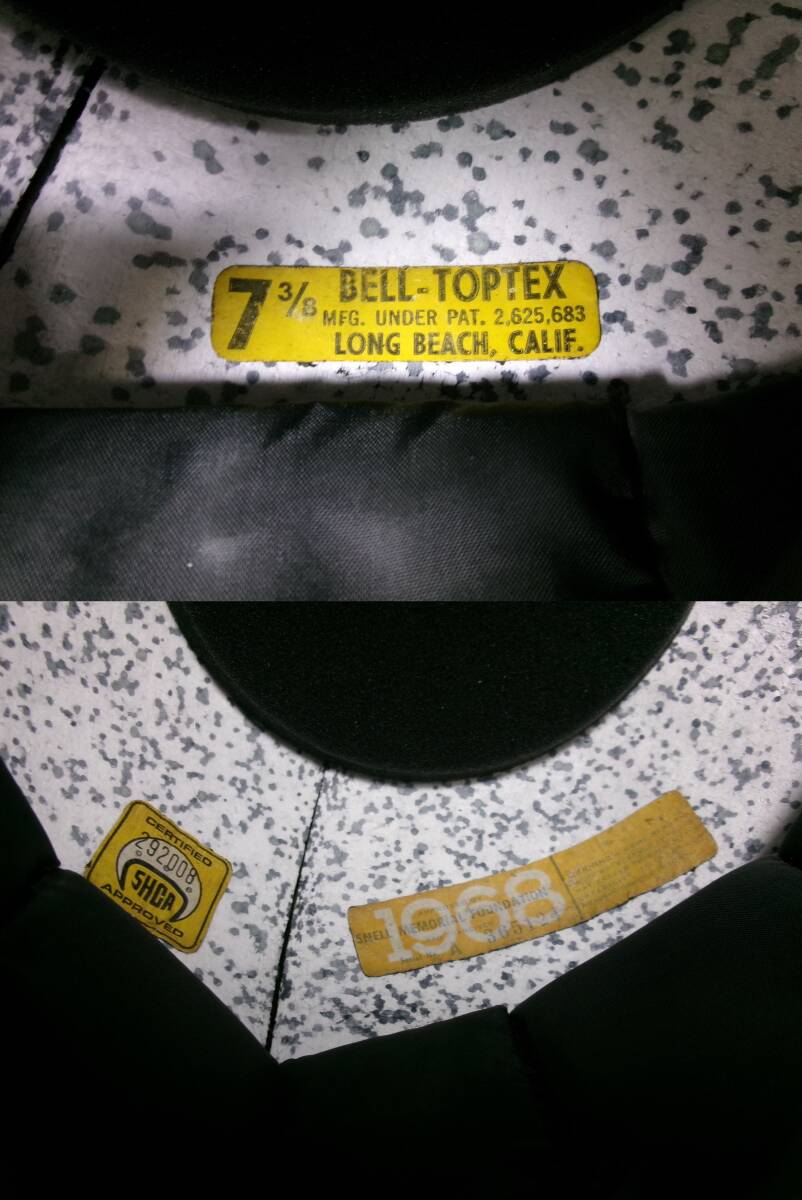 7 3/8
BELL-TOPTEX
MFG. UNDER PAT. 2,625,683
LONG BEACH, CALIF.
CERTIFIED
292008
SHCA
APPROVED
1968
MEMORIAL FOUNDATION
A